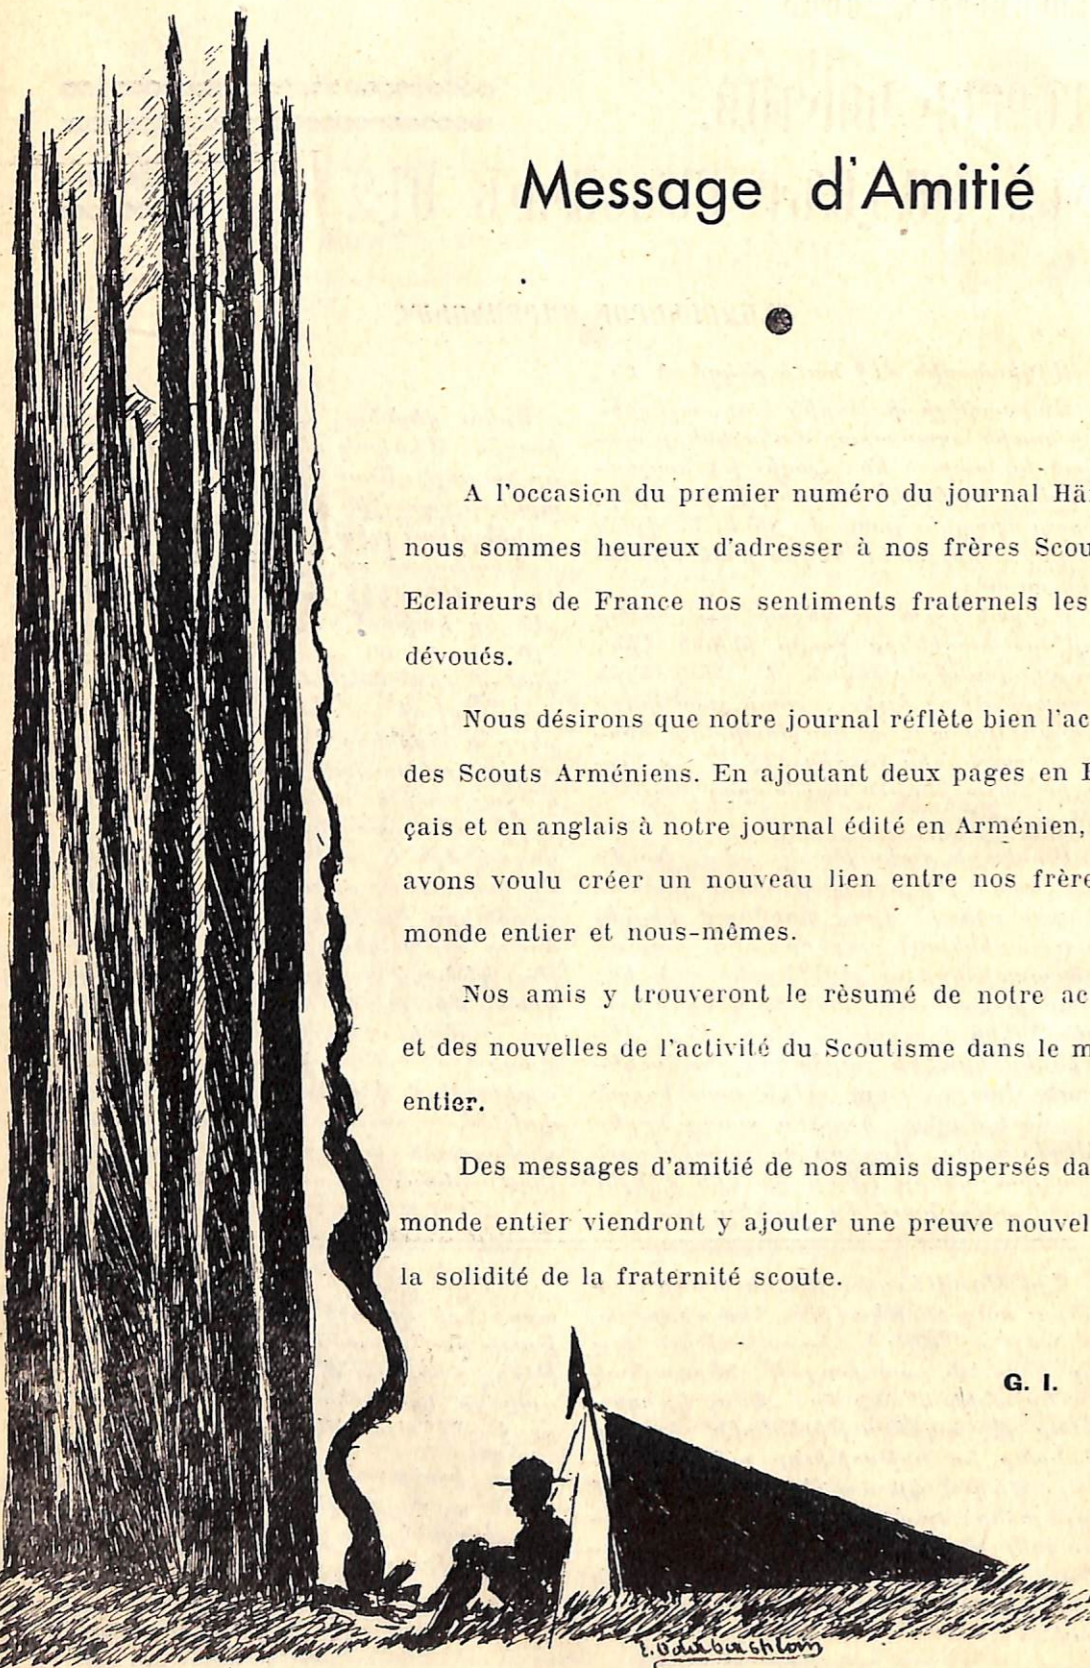 Message d'Amitié
A l'occasion du premier numéro du journal Hä
nous sommes heureux d'adresser à nos frères Scou
Eclaireurs de France nos sentiments fraternels les
dévoués.
Nous désirons que notre journal réflète bien l'ac
des Scouts Arméniens. En ajoutant deux pages en
çais et en anglais à notre journal édité en Arménien,
avons voulu créer un nouveau lien entre nos frère
monde entier et nous-mêmes.
Nos amis y trouveront le rèsumé de notre ac
et des nouvelles de l'activité du Scoutisme dans le m
entier.
Des messages d'amitié de nos amis dispersés da
monde entier viendront y ajouter une preuve nouvel
la solidité de la fraternité scoute.
G. I.